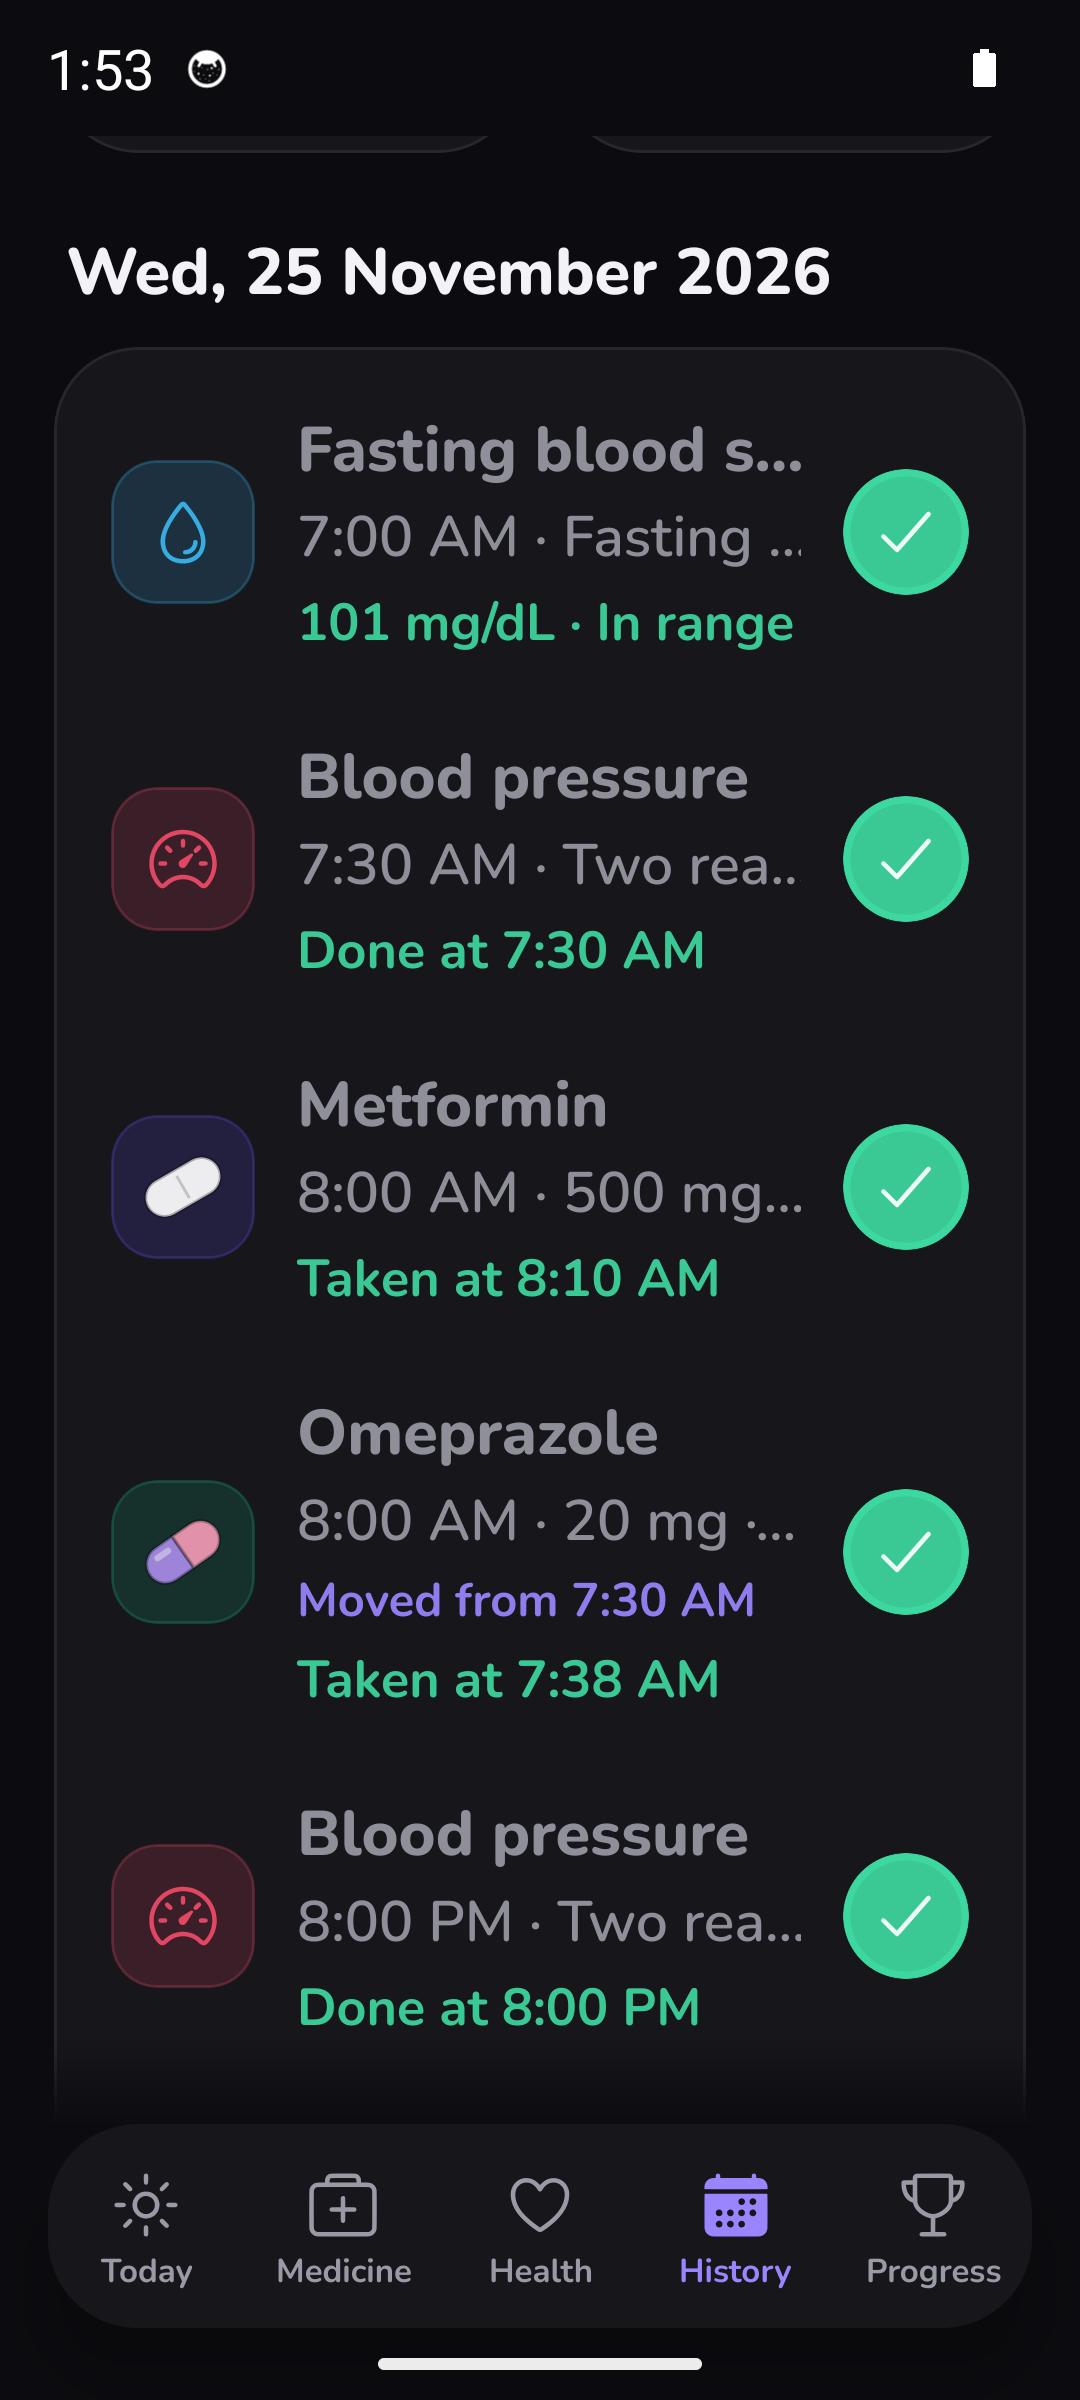 1:53
Wed, 25 November 2026
Fasting blood s...
7:00 AM · Fasting ...
101 mg/dL · In range
Blood pressure
7:30 AM · Two rea...
Done at 7:30 AM
Metformin
8:00 AM · 500 mg...
Taken at 8:10 AM
Omeprazole
8:00 AM · 20 mg ·...
Moved from 7:30 AM
Taken at 7:38 AM
Blood pressure
8:00 PM · Two rea...
Done at 8:00 PM
Today
Medicine
Health
History
Progress